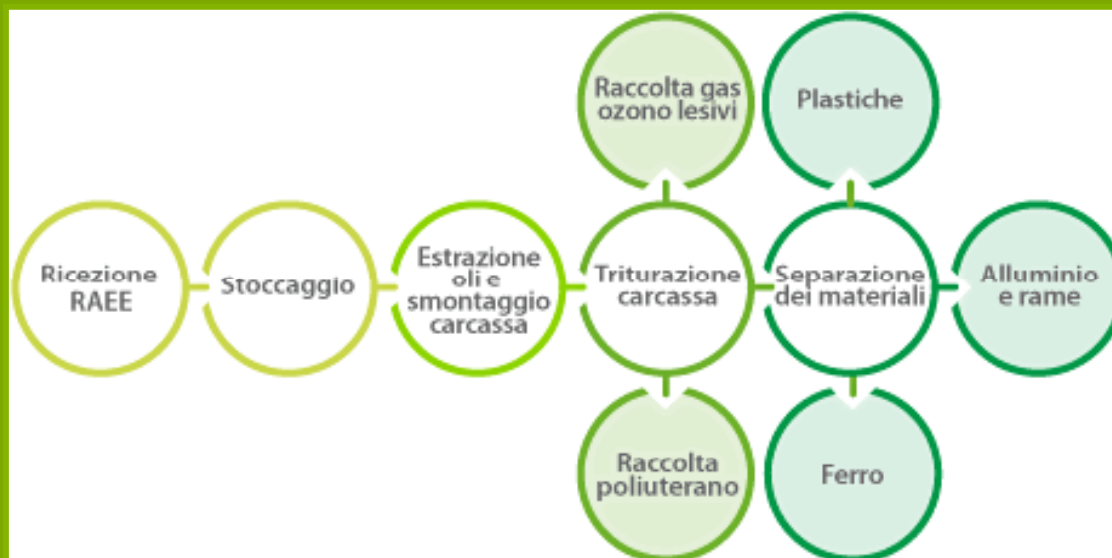 Ricezione
RAEE
Stoccaggio
Estrazione
oli e
smontaggio
carcassa
Raccolta gas
ozono lesivi
Triturazione
carcassa
Raccolta
poliuterano
Plastiche
Separazione
dei materiali
Ferro
Alluminio
e rame